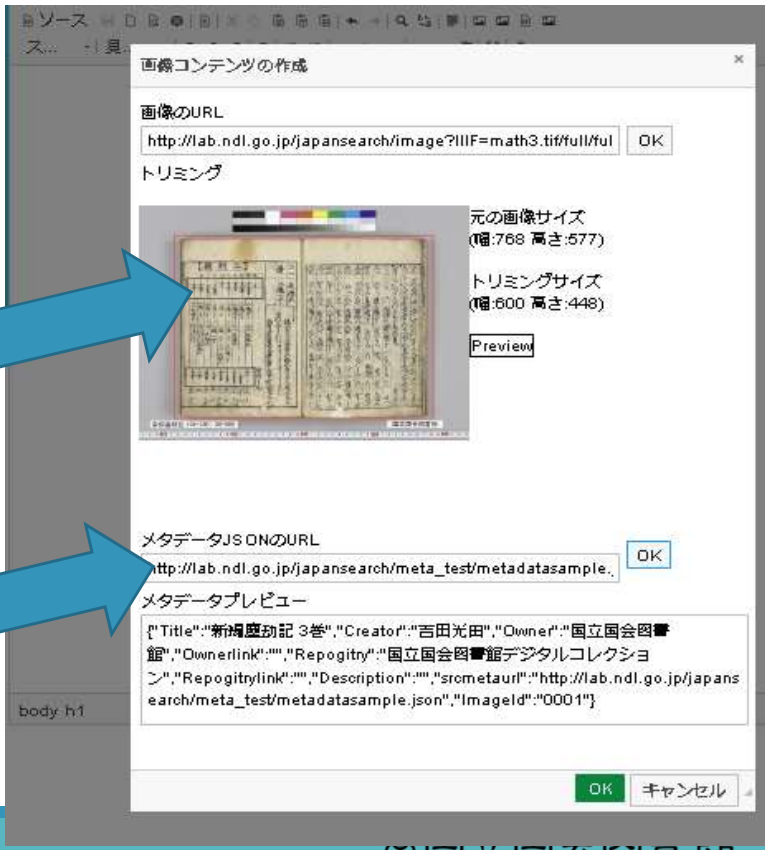 ソース
ス... 見
画像コンテンツの作成
×
画像のURL
http://lab.ndl.go.jp/japansearch/image?IIIF=math3.tif/full/ful
OK
トリミング
元の画像サイズ
(幅:768 高さ:577)
トリミングサイズ
(幅:600 高さ:448)
Preview
メタデータJSONのURL
http://lab.ndl.go.jp/japansearch/meta_test/metadatasample.
OK
メタデータプレビュー
{"Title":"新編塵劫記 3巻","Creator":"吉田光田","Owner":"国立国会図書
館","Ownerlink":"","Repogitry":"国立国会図書館デジタルコレクショ
ン","Repogitrylink":"","Description":"","srcmetaurl":"http://lab.ndl.go.jp/japans
earch/meta_test/metadatasample.json","ImageId":"0001"}
body h1
OK
キャンセル